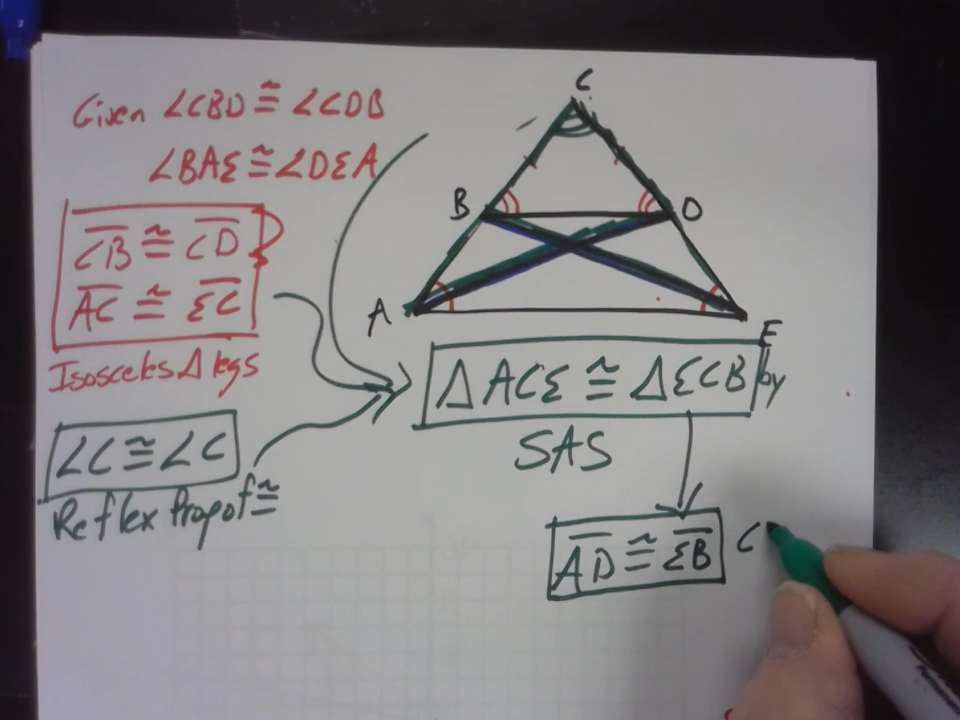 Given ∠CBD ≅ ∠CDB
∠BAE ≅ ∠DEA
CB ≅ CD
AC ≅ EC
Isosceles Δ legs
∠C ≅ ∠C
Reflex Prop of ≅
C
B
D
A
E
Δ ACE ≅ Δ ECB by
SAS
AD ≅ EB C